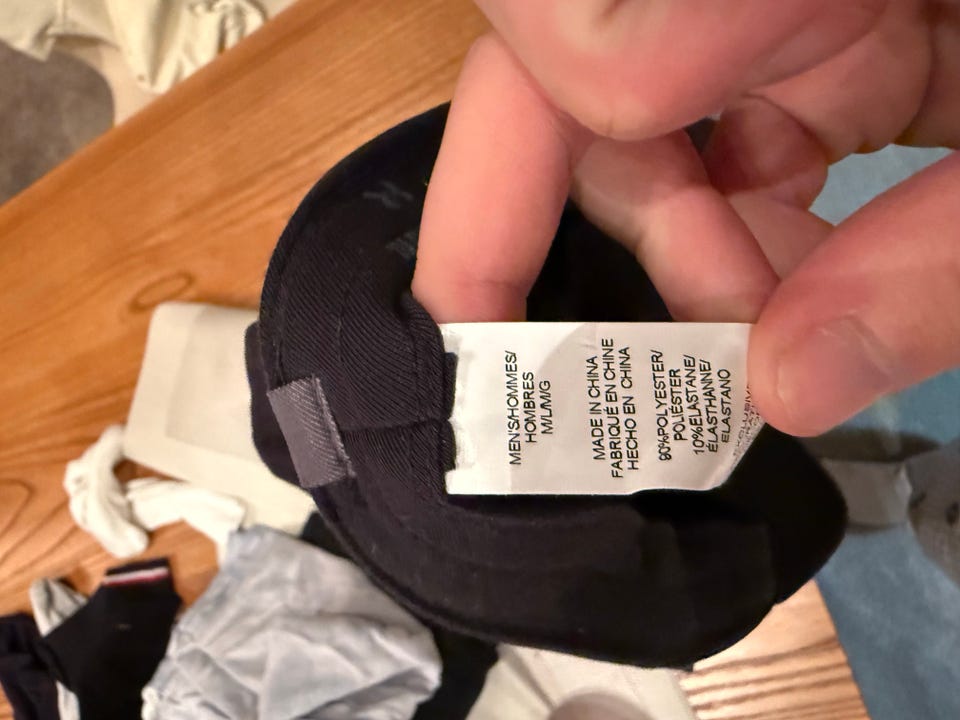 MEN'S/HOMMES/
HOMBRES
M/L/M/G
MADE IN CHINA
FABRIQUÉ EN CHINE
HECHO EN CHINA
90%POLYESTER/
POLIÉSTER
10%ELASTANE/
ÉLASTHANNE/
ELASTANO